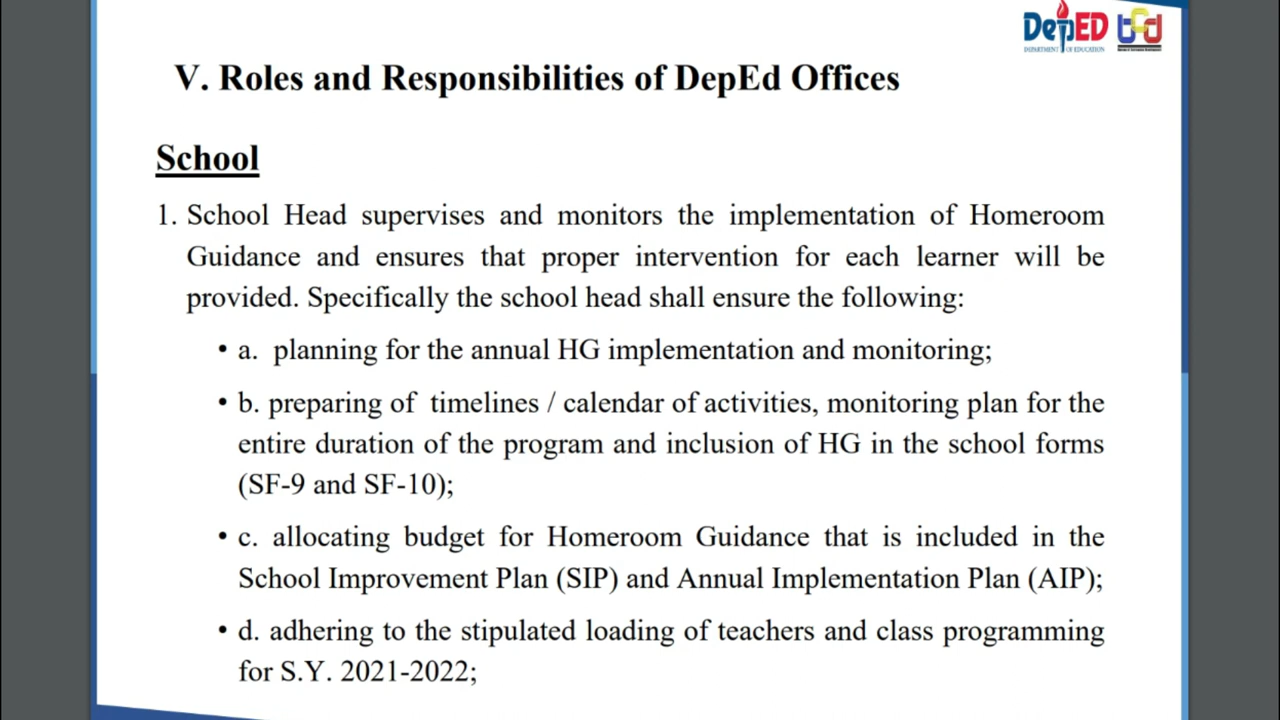 DepED
DEPARTMENT OF EDUCATION
V. Roles and Responsibilities of DepEd Offices
School
1. School Head supervises and monitors the implementation of Homeroom
Guidance and ensures that proper intervention for each learner will be
provided. Specifically the school head shall ensure the following:
• a. planning for the annual HG implementation and monitoring;
• b. preparing of timelines / calendar of activities, monitoring plan for the
entire duration of the program and inclusion of HG in the school forms
(SF-9 and SF-10);
• c. allocating budget for Homeroom Guidance that is included in the
School Improvement Plan (SIP) and Annual Implementation Plan (AIP);
• d. adhering to the stipulated loading of teachers and class programming
for S.Y. 2021-2022;